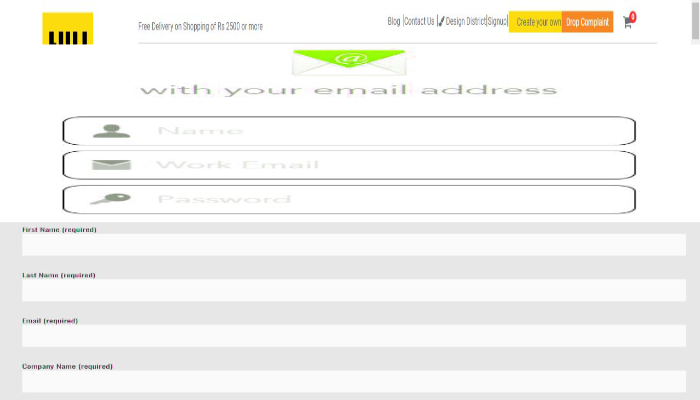 Free Delivery on Shopping of Rs 2500 or more
Blog |Contact Us | Design District|Signup| Create your own Drop Complaint 0
with your email address
Name
Work Email
Password
First Name (required)
Last Name (required)
Email (required)
Company Name (required)